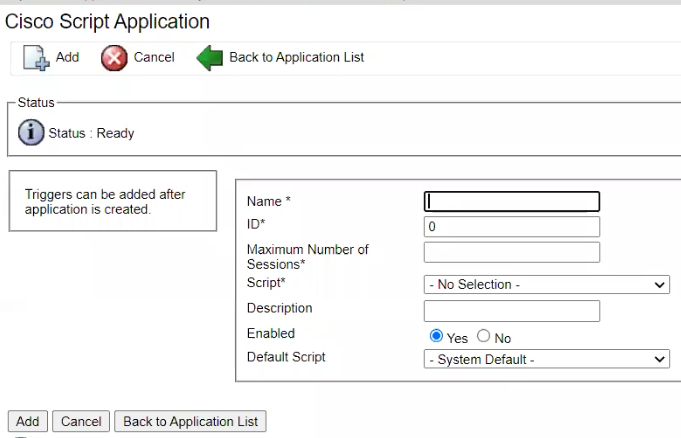 Cisco Script Application
Add Cancel Back to Application List
Status
Status : Ready
Triggers can be added after
application is created.
Name *
ID* 0
Maximum Number of
Sessions*
Script* - No Selection -
Description
Enabled Yes No
Default Script - System Default -
Add Cancel Back to Application List